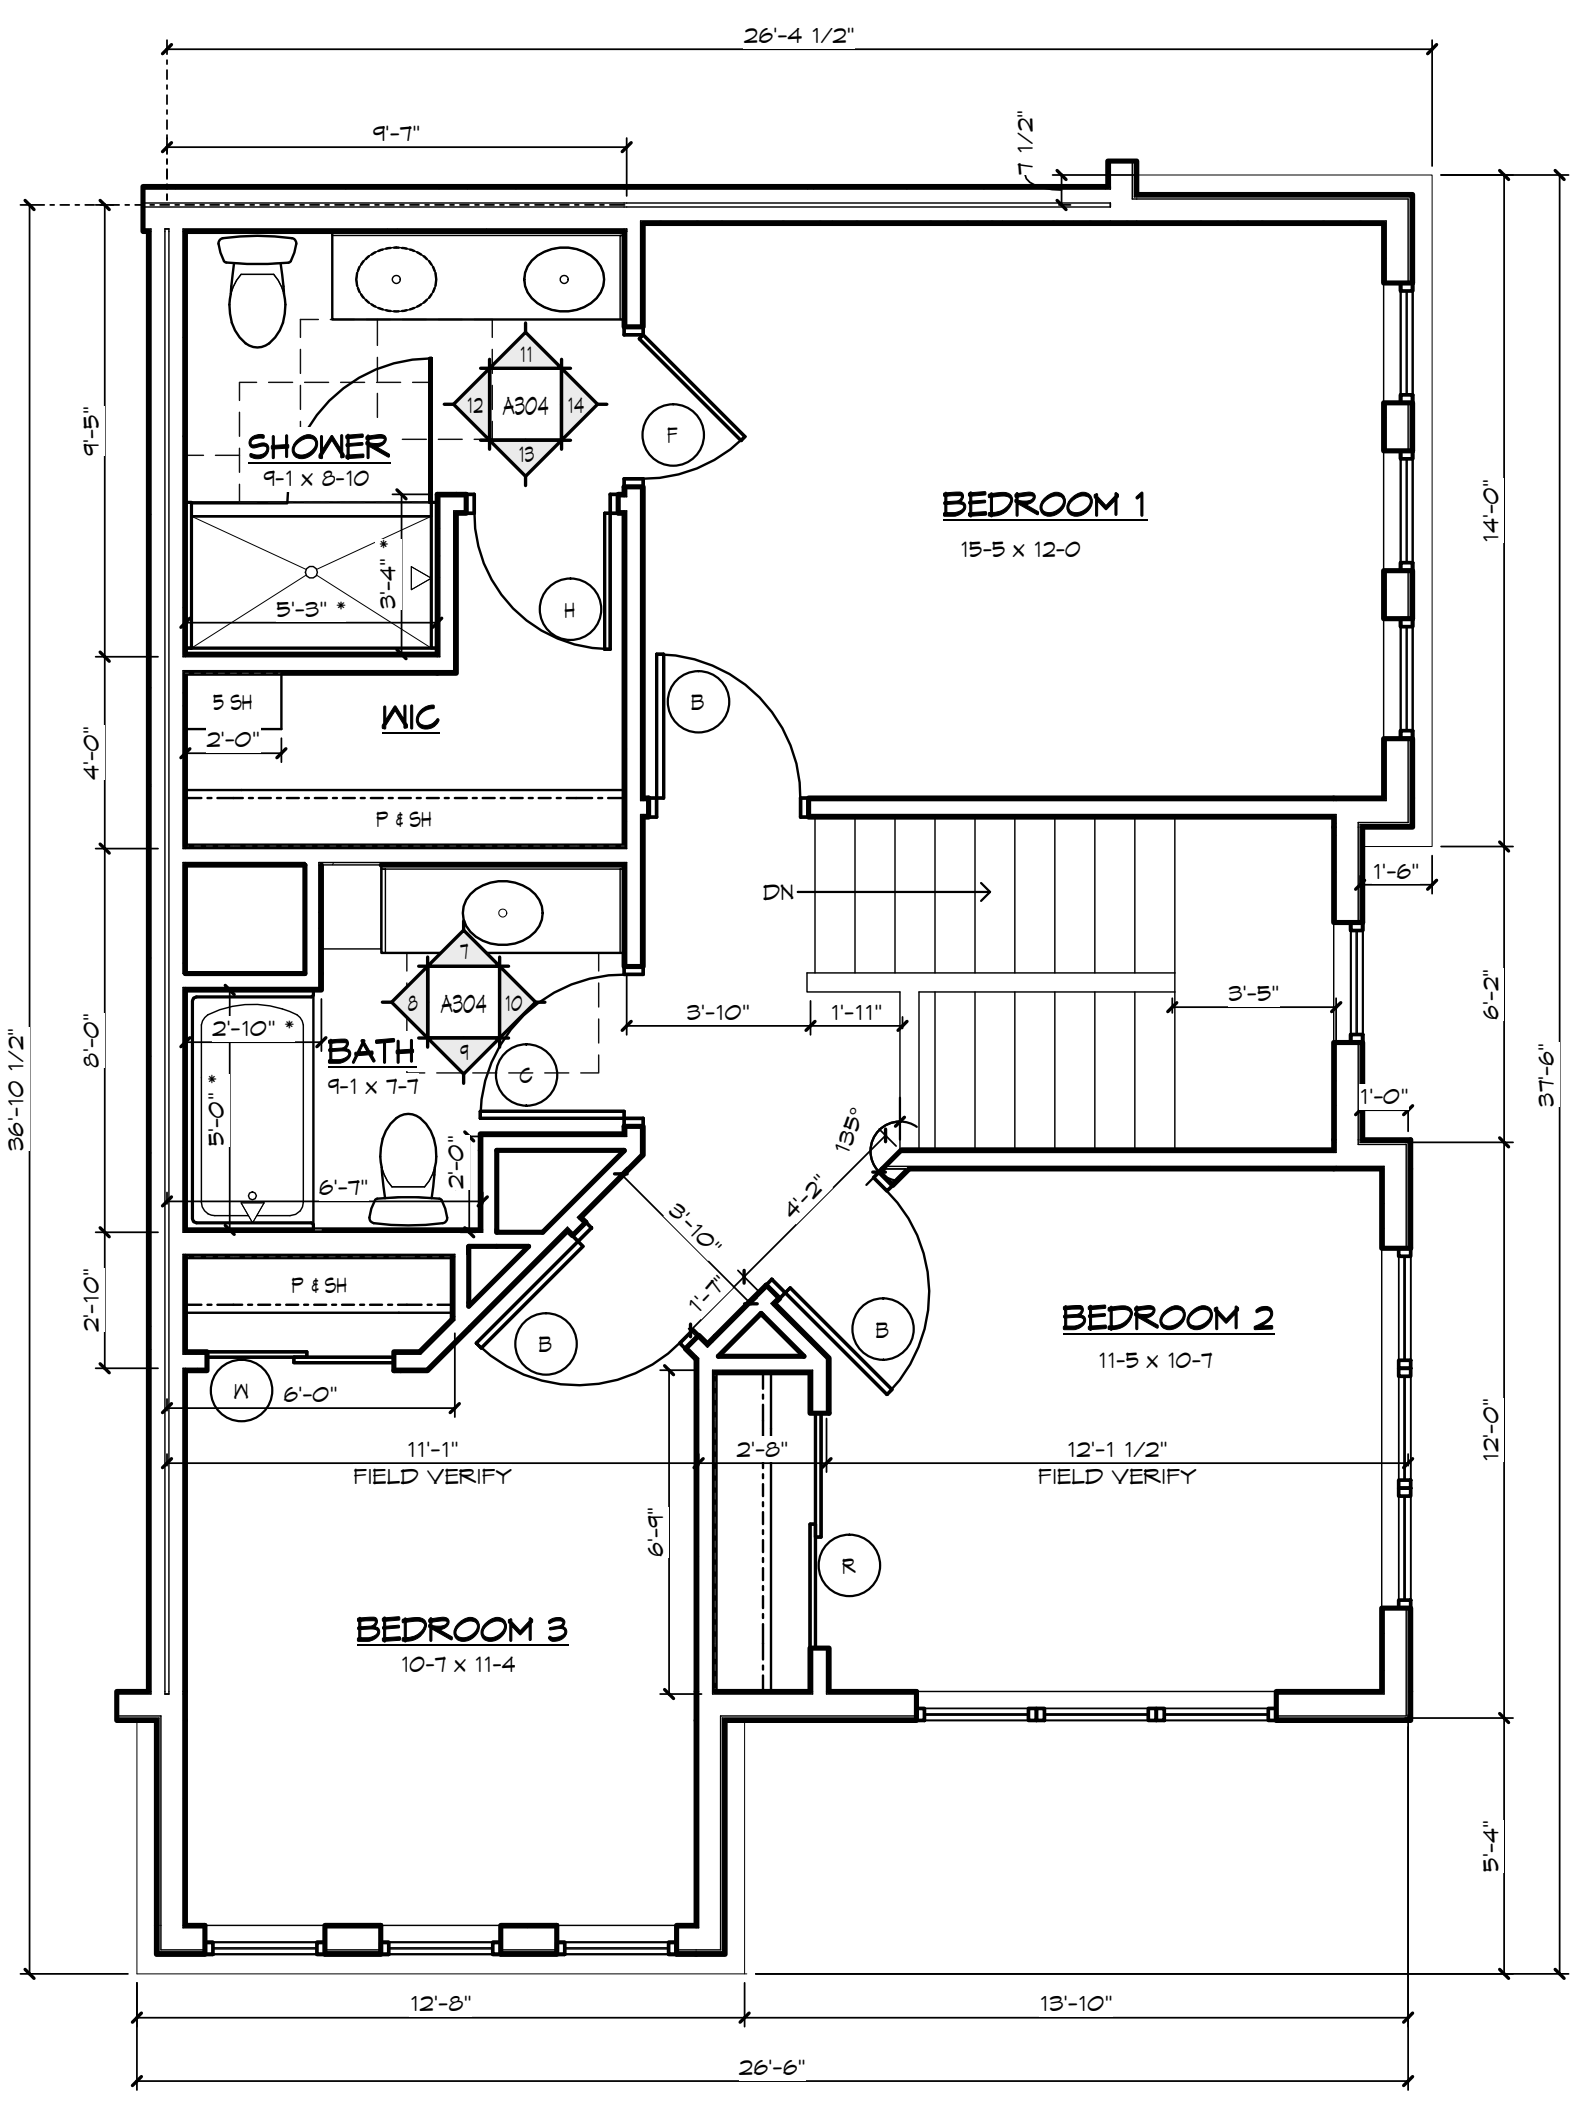 26'-4 1/2"
9'-7"
7 1/2"
11
12 A304 14
13
F
SHOWER
9-1 x 8-10
9'-5"
BEDROOM 1
15-5 x 12-0
14'-0"
3'-4" *
5'-3" *
H
B
5 SH
2'-0"
WIC
4'-0"
P & SH
DN
1'-6"
7
8 A304 10
9
C
2'-10" *
BATH
9-1 x 7-7
5'-0" *
8'-0"
3'-10"
1'-11"
3'-5"
6'-2"
36'-10 1/2"
37'-6"
1'-0"
135°
2'-0"
6'-7"
3'-10"
4'-2"
1'-7"
P & SH
2'-10"
B
B
BEDROOM 2
11-5 x 10-7
W
6'-0"
11'-1"
FIELD VERIFY
2'-8"
12'-1 1/2"
FIELD VERIFY
12'-0"
6'-9"
R
BEDROOM 3
10-7 x 11-4
5'-4"
12'-8"
13'-10"
26'-6"